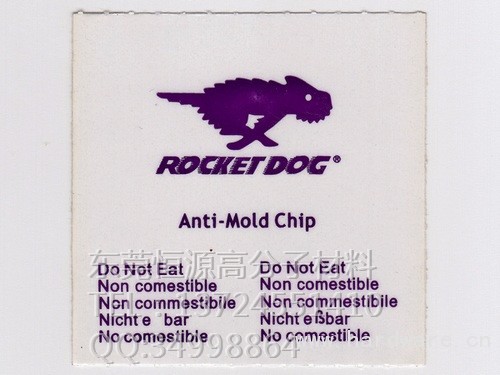 ROCKET DOG®
Anti-Mold Chip
Do Not Eat
Non comestible
Non commestibile
Nicht e bar
No comestible
Do Not Eat
Non comestible
Non commestibile
Nicht eßbar
No comestible
东莞恒源高分子材料
QQ:34998864